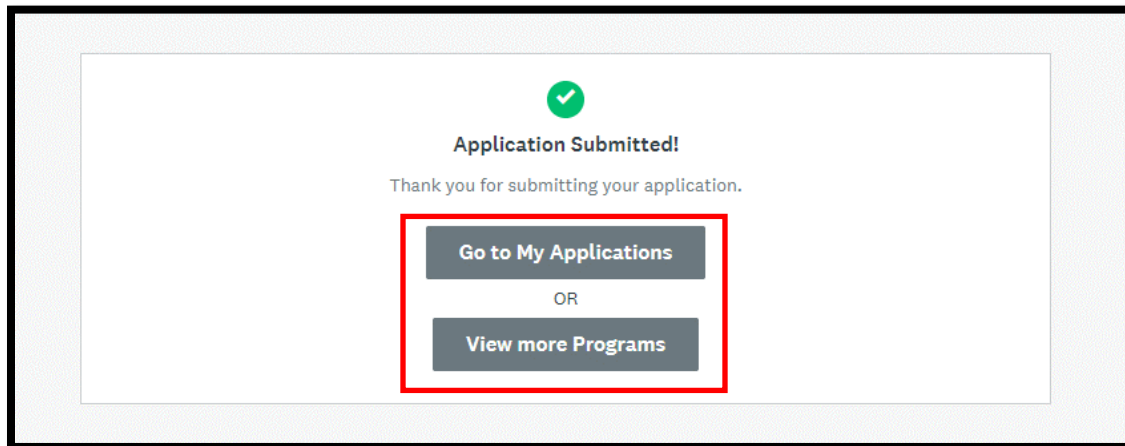 Application Submitted!
Thank you for submitting your application.
Go to My Applications
OR
View more Programs